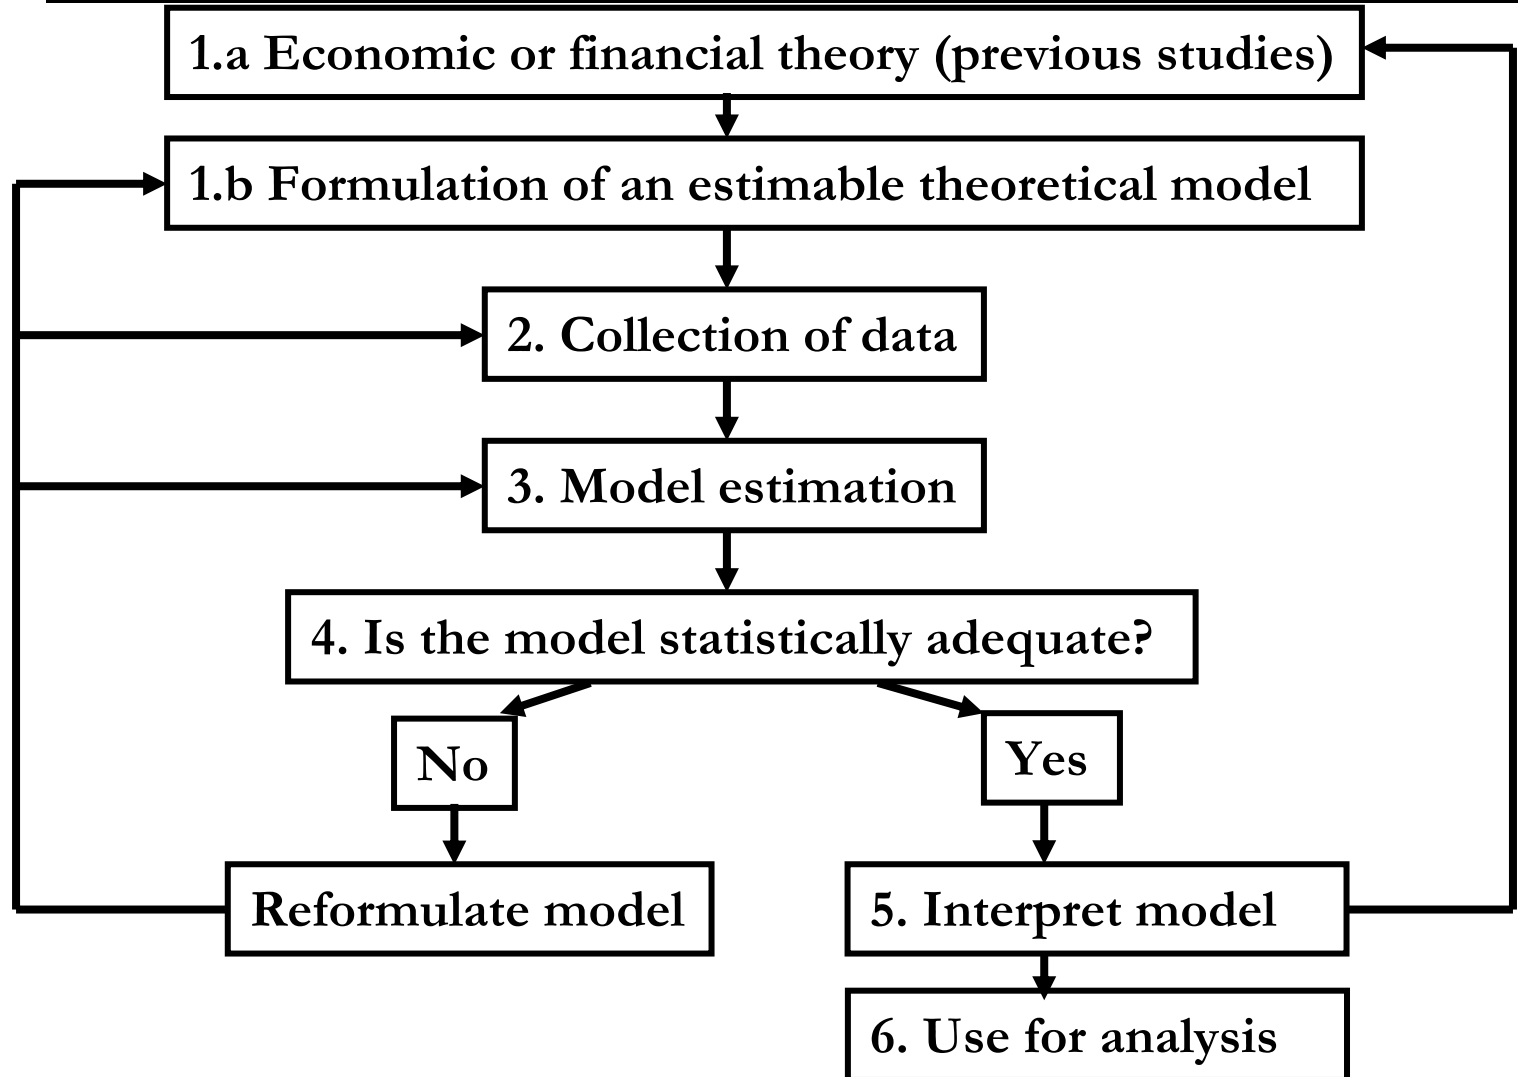 1.a Economic or financial theory (previous studies)
1.b Formulation of an estimable theoretical model
2. Collection of data
3. Model estimation
4. Is the model statistically adequate?
No
Yes
Reformulate model
5. Interpret model
6. Use for analysis